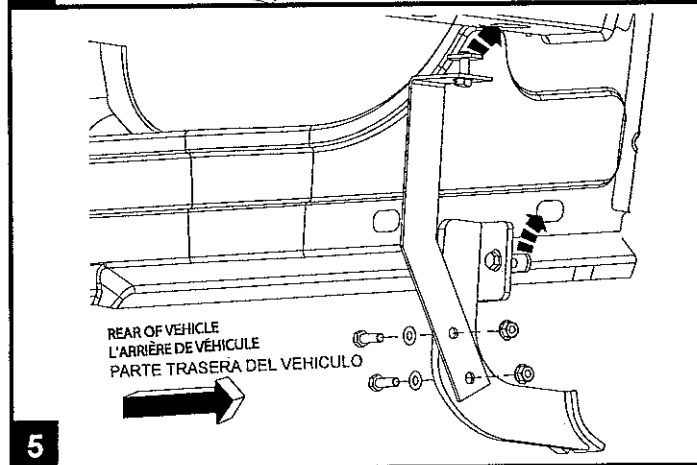 REAR OF VEHICLE
L'ARRIÈRE DE VÉHICULE
PARTE TRASERA DEL VEHICULO
5